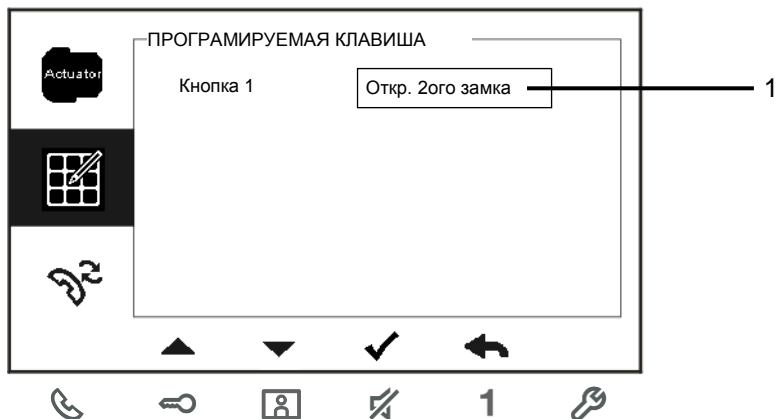 ПРОГРАМИРУЕМАЯ КЛАВИША
Actuator
Кнопка 1
Откр. 2ого замка
1
1